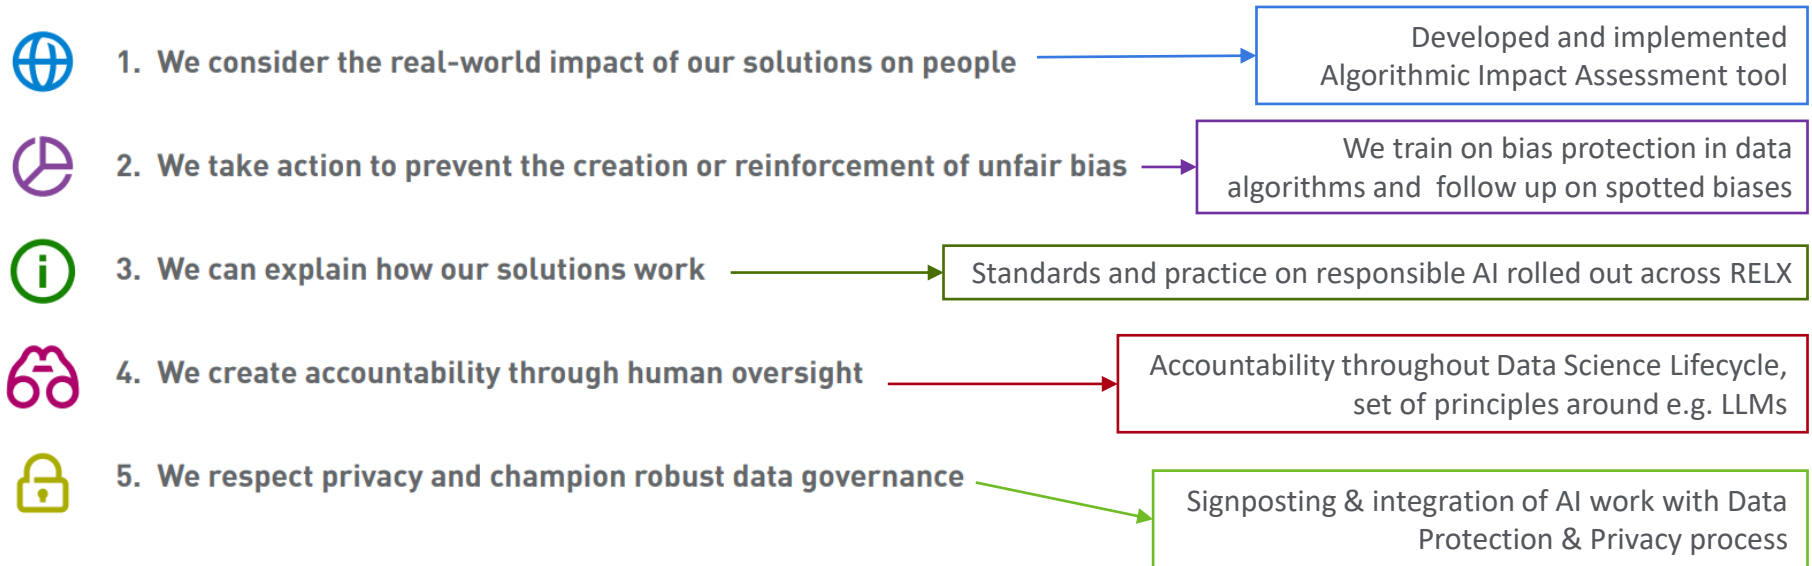 1. We consider the real-world impact of our solutions on people
Developed and implemented
Algorithmic Impact Assessment tool
2. We take action to prevent the creation or reinforcement of unfair bias
We train on bias protection in data
algorithms and follow up on spotted biases
3. We can explain how our solutions work
Standards and practice on responsible AI rolled out across RELX
4. We create accountability through human oversight
Accountability throughout Data Science Lifecycle,
set of principles around e.g. LLMs
5. We respect privacy and champion robust data governance
Signposting & integration of AI work with Data
Protection & Privacy process